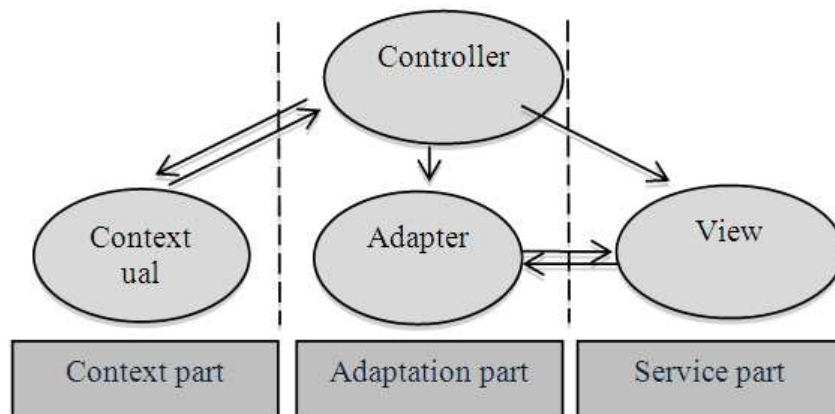 Controller
Context
ual
Adapter
View
Context part
Adaptation part
Service part